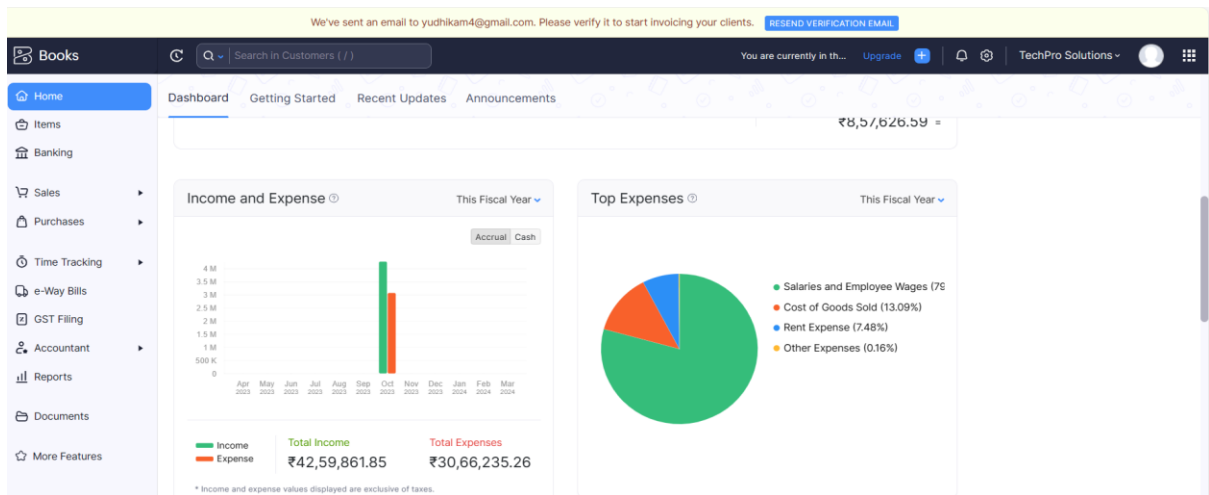 We've sent an email to yudhikam4@gmail.com. Please verify it to start invoicing your clients. RESEND VERIFICATION EMAIL
Books
Search in Customers ( / )
You are currently in th... Upgrade
TechPro Solutions
Home
Items
Banking
Sales
Purchases
Time Tracking
e-Way Bills
GST Filing
Accountant
Reports
Documents
More Features
Dashboard Getting Started Recent Updates Announcements
₹8,57,626.59
Income and Expense
This Fiscal Year
Accrual Cash
4 M
3.5 M
3 M
2.5 M
2 M
1.5 M
1 M
500 K
0
Apr May Jun Jul Aug Sep Oct Nov Dec Jan Feb Mar
2023 2023 2023 2023 2023 2023 2023 2023 2023 2024 2024 2024
Income
Expense
Total Income
₹42,59,861.85
Total Expenses
₹30,66,235.26
* Income and expense values displayed are exclusive of taxes.
Top Expenses
This Fiscal Year
Salaries and Employee Wages (79
Cost of Goods Sold (13.09%)
Rent Expense (7.48%)
Other Expenses (0.16%)